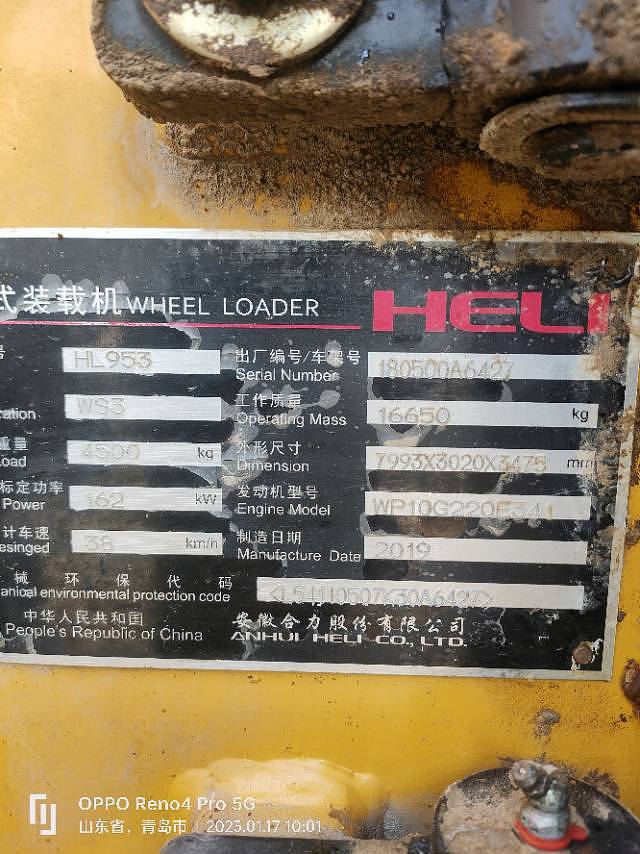 式装载机 WHEEL LOADER HELI
号 HL953 出厂编号/车架号 180500A6427
Serial Number
WS3 工作质量 16650 kg
Operating Mass
重量 4500 kg 外形尺寸 7993X3020X3475 mm
Dimension
标定功率 162 kW 发动机型号
Power Engine Model
计车速 38 km/h 制造日期 2019
esinged Manufacture Date
械 环 保 代 码
anical environmental protection code
中华人民共和国 安徽合力股份有限公司
People's Republic of China ANHUI HELI CO., LTD.
OPPO Reno4 Pro 5G
山东省，青岛市 2023.01.17 10:01